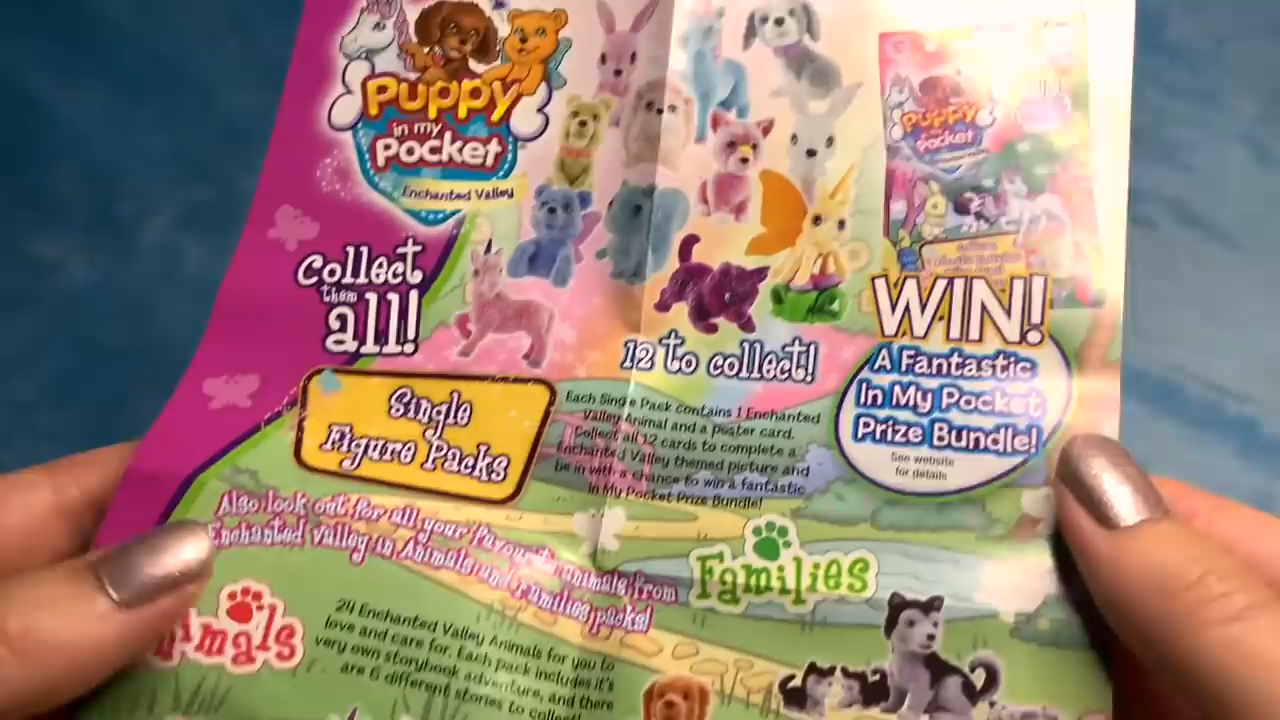 Puppy
in my
Pocket
Enchanted Valley
Collect
them
all!
12 to collect!
Single
Figure Packs
Each Single Pack contains 1 Enchanted
Valley Animal and a poster card.
Collect all 12 cards to complete a
Enchanted Valley themed picture and
be in with a chance to win a fantastic
In My Pocket Prize Bundle!
Puppy
in my
Pocket
WIN!
A Fantastic
In My Pocket
Prize Bundle!
See website
for details
Also look out for all your favourite animals from
Enchanted Valley in Animals and Families packs!
Families
Animals
24 Enchanted Valley Animals for you to
love and care for. Each pack includes it's
very own storybook adventure, and there
are 6 different stories to collect!